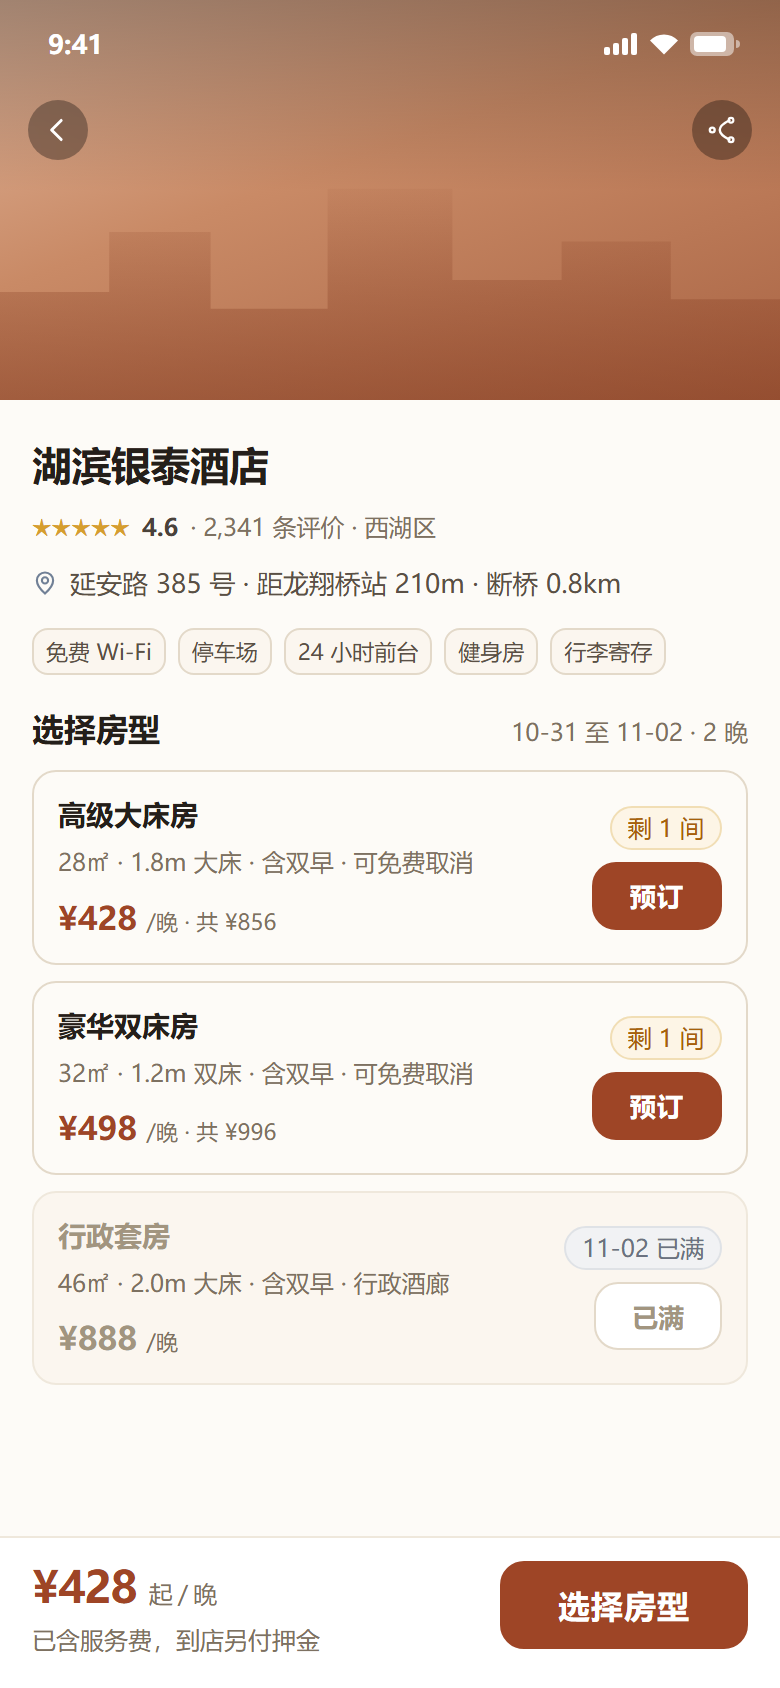 9:41
湖滨银泰酒店
★★★★★ 4.6 · 2,341 条评价 · 西湖区
延安路 385 号 · 距龙翔桥站 210m · 断桥 0.8km
免费 Wi-Fi 停车场 24 小时前台 健身房 行李寄存
选择房型 10-31 至 11-02 · 2 晚
高级大床房
剩 1 间
28㎡ · 1.8m 大床 · 含双早 · 可免费取消
预订
¥428 /晚 · 共 ¥856
豪华双床房
剩 1 间
32㎡ · 1.2m 双床 · 含双早 · 可免费取消
预订
¥498 /晚 · 共 ¥996
行政套房
11-02 已满
46㎡ · 2.0m 大床 · 含双早 · 行政酒廊
已满
¥888 /晚
¥428 起 / 晚
选择房型
已含服务费，到店另付押金